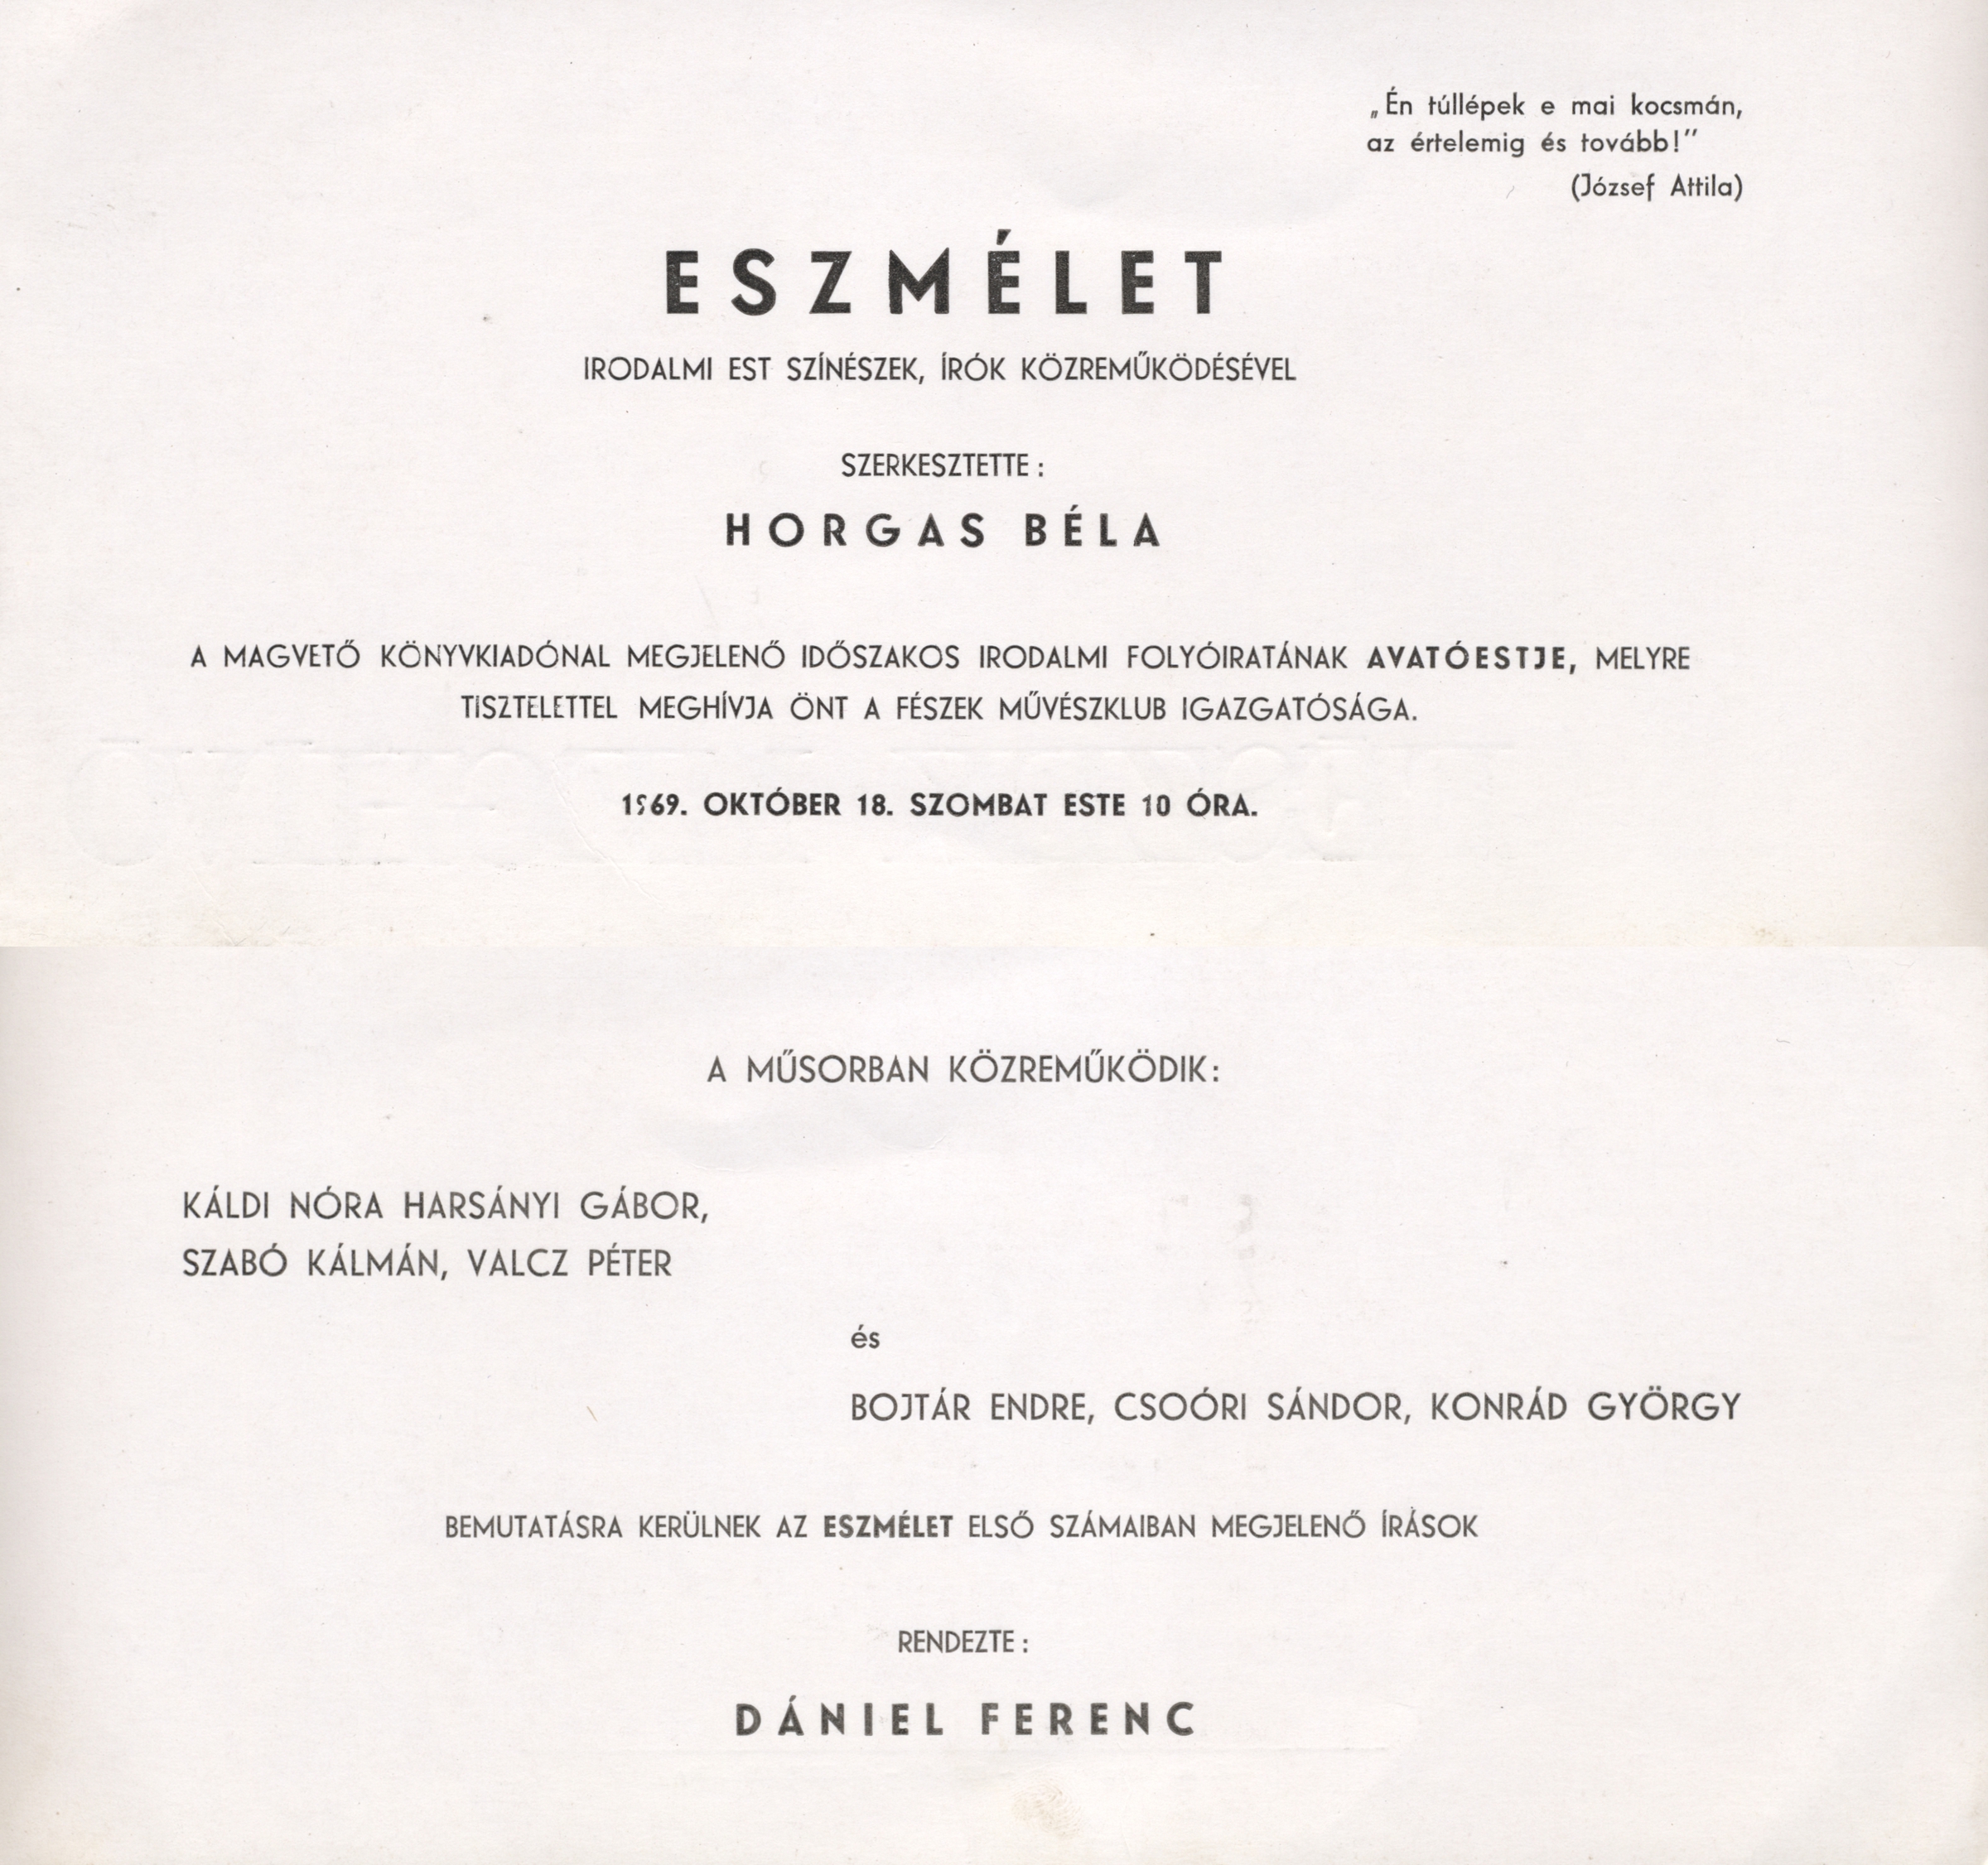 „Én túllépek e mai kocsmán,
az értelemig és tovább!”
(József Attila)
ESZMÉLET
IRODALMI EST SZÍNÉSZEK, ÍRÓK KÖZREMŰKÖDÉSÉVEL
SZERKESZTETTE :
HORGAS BÉLA
A MAGVETŐ KÖNYVKIADÓNAL MEGJELENŐ IDŐSZAKOS IRODALMI FOLYÓIRATÁNAK AVATÓESTJE, MELYRE
TISZTELETTEL MEGHÍVJA ÖNT A FÉSZEK MŰVÉSZKLUB IGAZGATÓSÁGA.
1969. OKTÓBER 18. SZOMBAT ESTE 10 ÓRA.
A MŰSORBAN KÖZREMŰKÖDIK:
KÁLDI NÓRA HARSÁNYI GÁBOR,
SZABÓ KÁLMÁN, VALCZ PÉTER
és
BOJTÁR ENDRE, CSOÓRI SÁNDOR, KONRÁD GYÖRGY
BEMUTATÁSRA KERÜLNEK AZ ESZMÉLET ELSŐ SZÁMAIBAN MEGJELENŐ ÍRÁSOK
RENDEZTE :
DÁNIEL FERENC